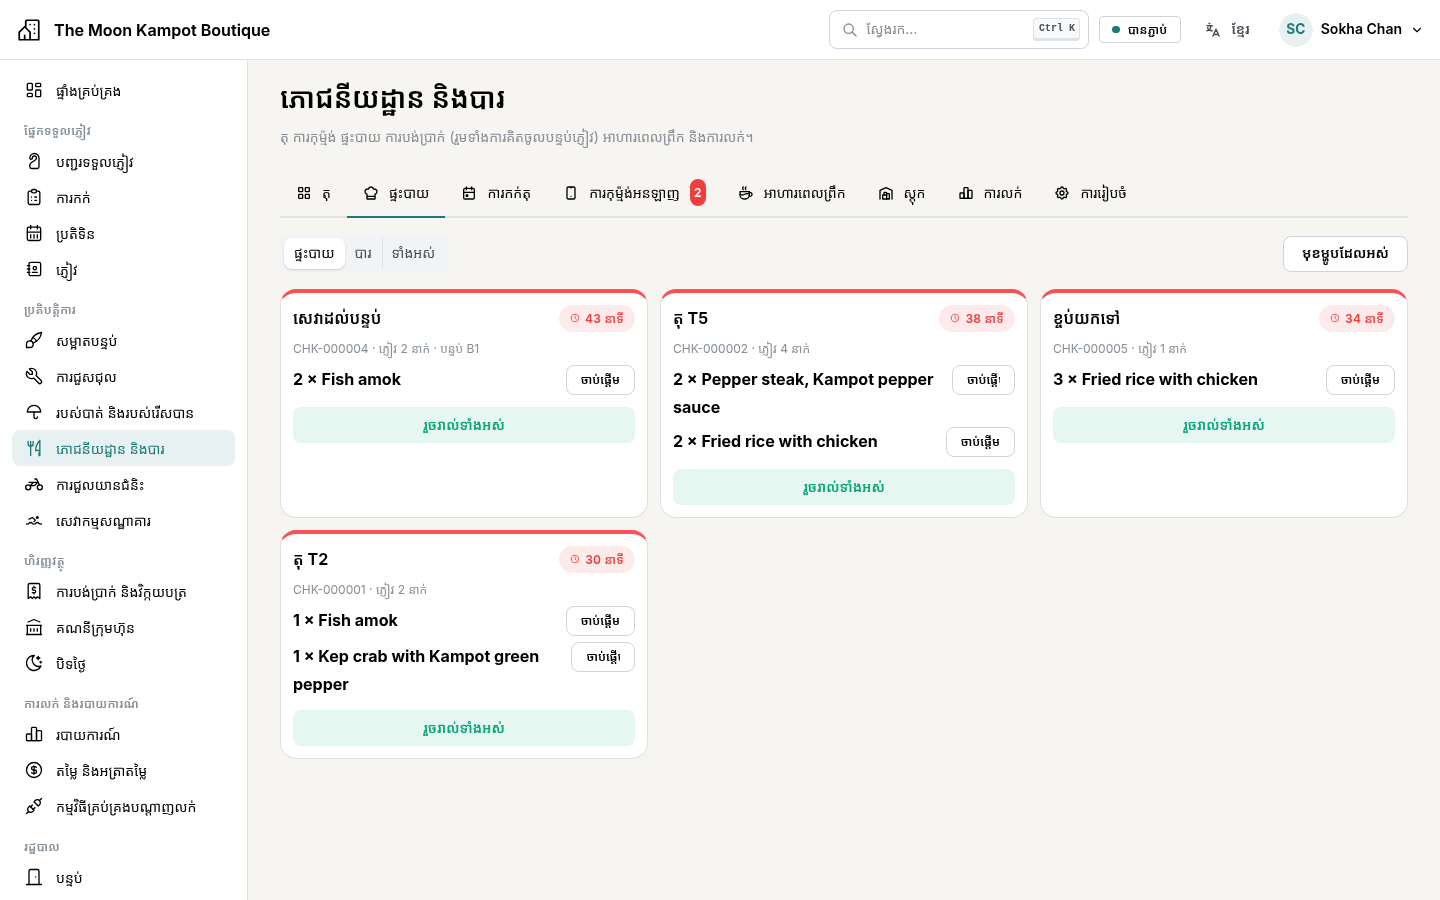 The Moon Kampot Boutique
ស្វែងរក...
Ctrl K
បានភ្ជាប់
ខ្មែរ
SC
Sokha Chan
ផ្ទាំងគ្រប់គ្រង
ផ្នែកទទួលភ្ញៀវ
បញ្ជរទទួលភ្ញៀវ
ការកក់
ប្រតិទិន
ភ្ញៀវ
ប្រតិបត្តិការ
សម្អាតបន្ទប់
ការជួសជុល
របស់បាត់ និងរបស់រើសបាន
ភោជនីយដ្ឋាន និងបារ
ការជួលយានជំនិះ
សេវាកម្មសណ្ឋាគារ
ហិរញ្ញវត្ថុ
ការបង់ប្រាក់ និងវិក្កយបត្រ
គណនីក្រុមហ៊ុន
បិទថ្ងៃ
ការលក់ និងរបាយការណ៍
របាយការណ៍
តម្លៃ និងអត្រាតម្លៃ
កម្មវិធីគ្រប់គ្រងបណ្ដាញលក់
រដ្ឋបាល
បន្ទប់
ភោជនីយដ្ឋាន និងបារ
តុ ការកុម្ម៉ង់ ផ្ទះបាយ ការបង់ប្រាក់ (រួមទាំងការគិតចូលបន្ទប់ភ្ញៀវ) អាហារពេលព្រឹក និងការលក់។
តុ
ផ្ទះបាយ
ការកក់តុ
ការកុម្ម៉ង់អនឡាញ
2
អាហារពេលព្រឹក
ស្តុក
ការលក់
ការរៀបចំ
ផ្ទះបាយ
បារ
ទាំងអស់
មុខម្ហូបដែលអស់
សេវាដល់បន្ទប់
43 នាទី
CHK-000004 · ភ្ញៀវ 2 នាក់ · បន្ទប់ B1
2 × Fish amok
ចាប់ផ្ដើម
រួចរាល់ទាំងអស់
តុ T5
38 នាទី
CHK-000002 · ភ្ញៀវ 4 នាក់
2 × Pepper steak, Kampot pepper
sauce
2 × Fried rice with chicken
ចាប់ផ្ដើម
រួចរាល់ទាំងអស់
ខ្ចប់យកទៅ
34 នាទី
CHK-000005 · ភ្ញៀវ 1 នាក់
3 × Fried rice with chicken
ចាប់ផ្ដើម
រួចរាល់ទាំងអស់
តុ T2
30 នាទី
CHK-000001 · ភ្ញៀវ 2 នាក់
1 × Fish amok
ចាប់ផ្ដើម
1 × Kep crab with Kampot green
pepper
រួចរាល់ទាំងអស់